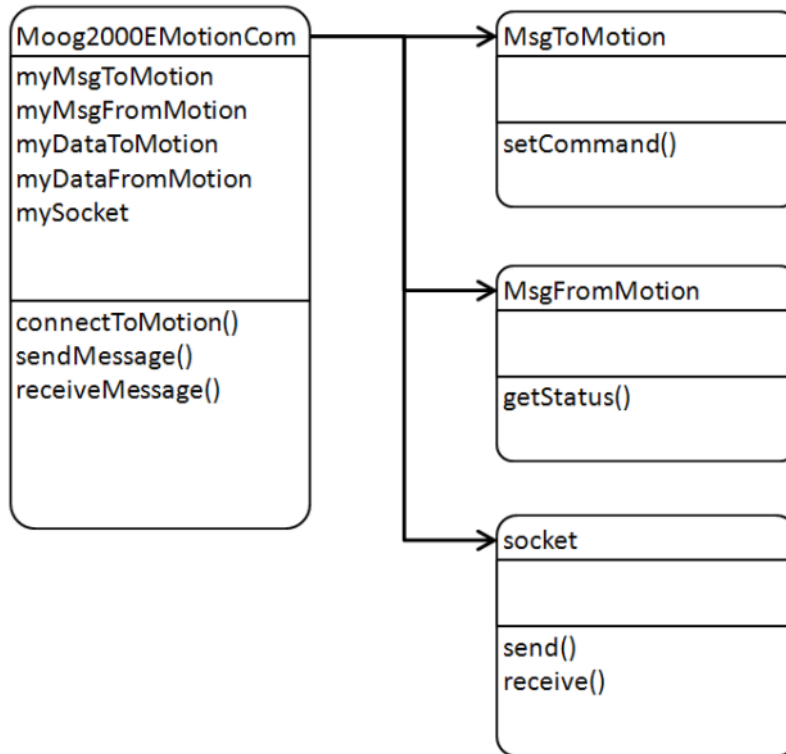 Moog2000EMotionCom
myMsgToMotion
myMsgFromMotion
myDataToMotion
myDataFromMotion
mySocket
connectToMotion()
sendMessage()
receiveMessage()
MsgToMotion
setCommand()
MsgFromMotion
getStatus()
socket
send()
receive()